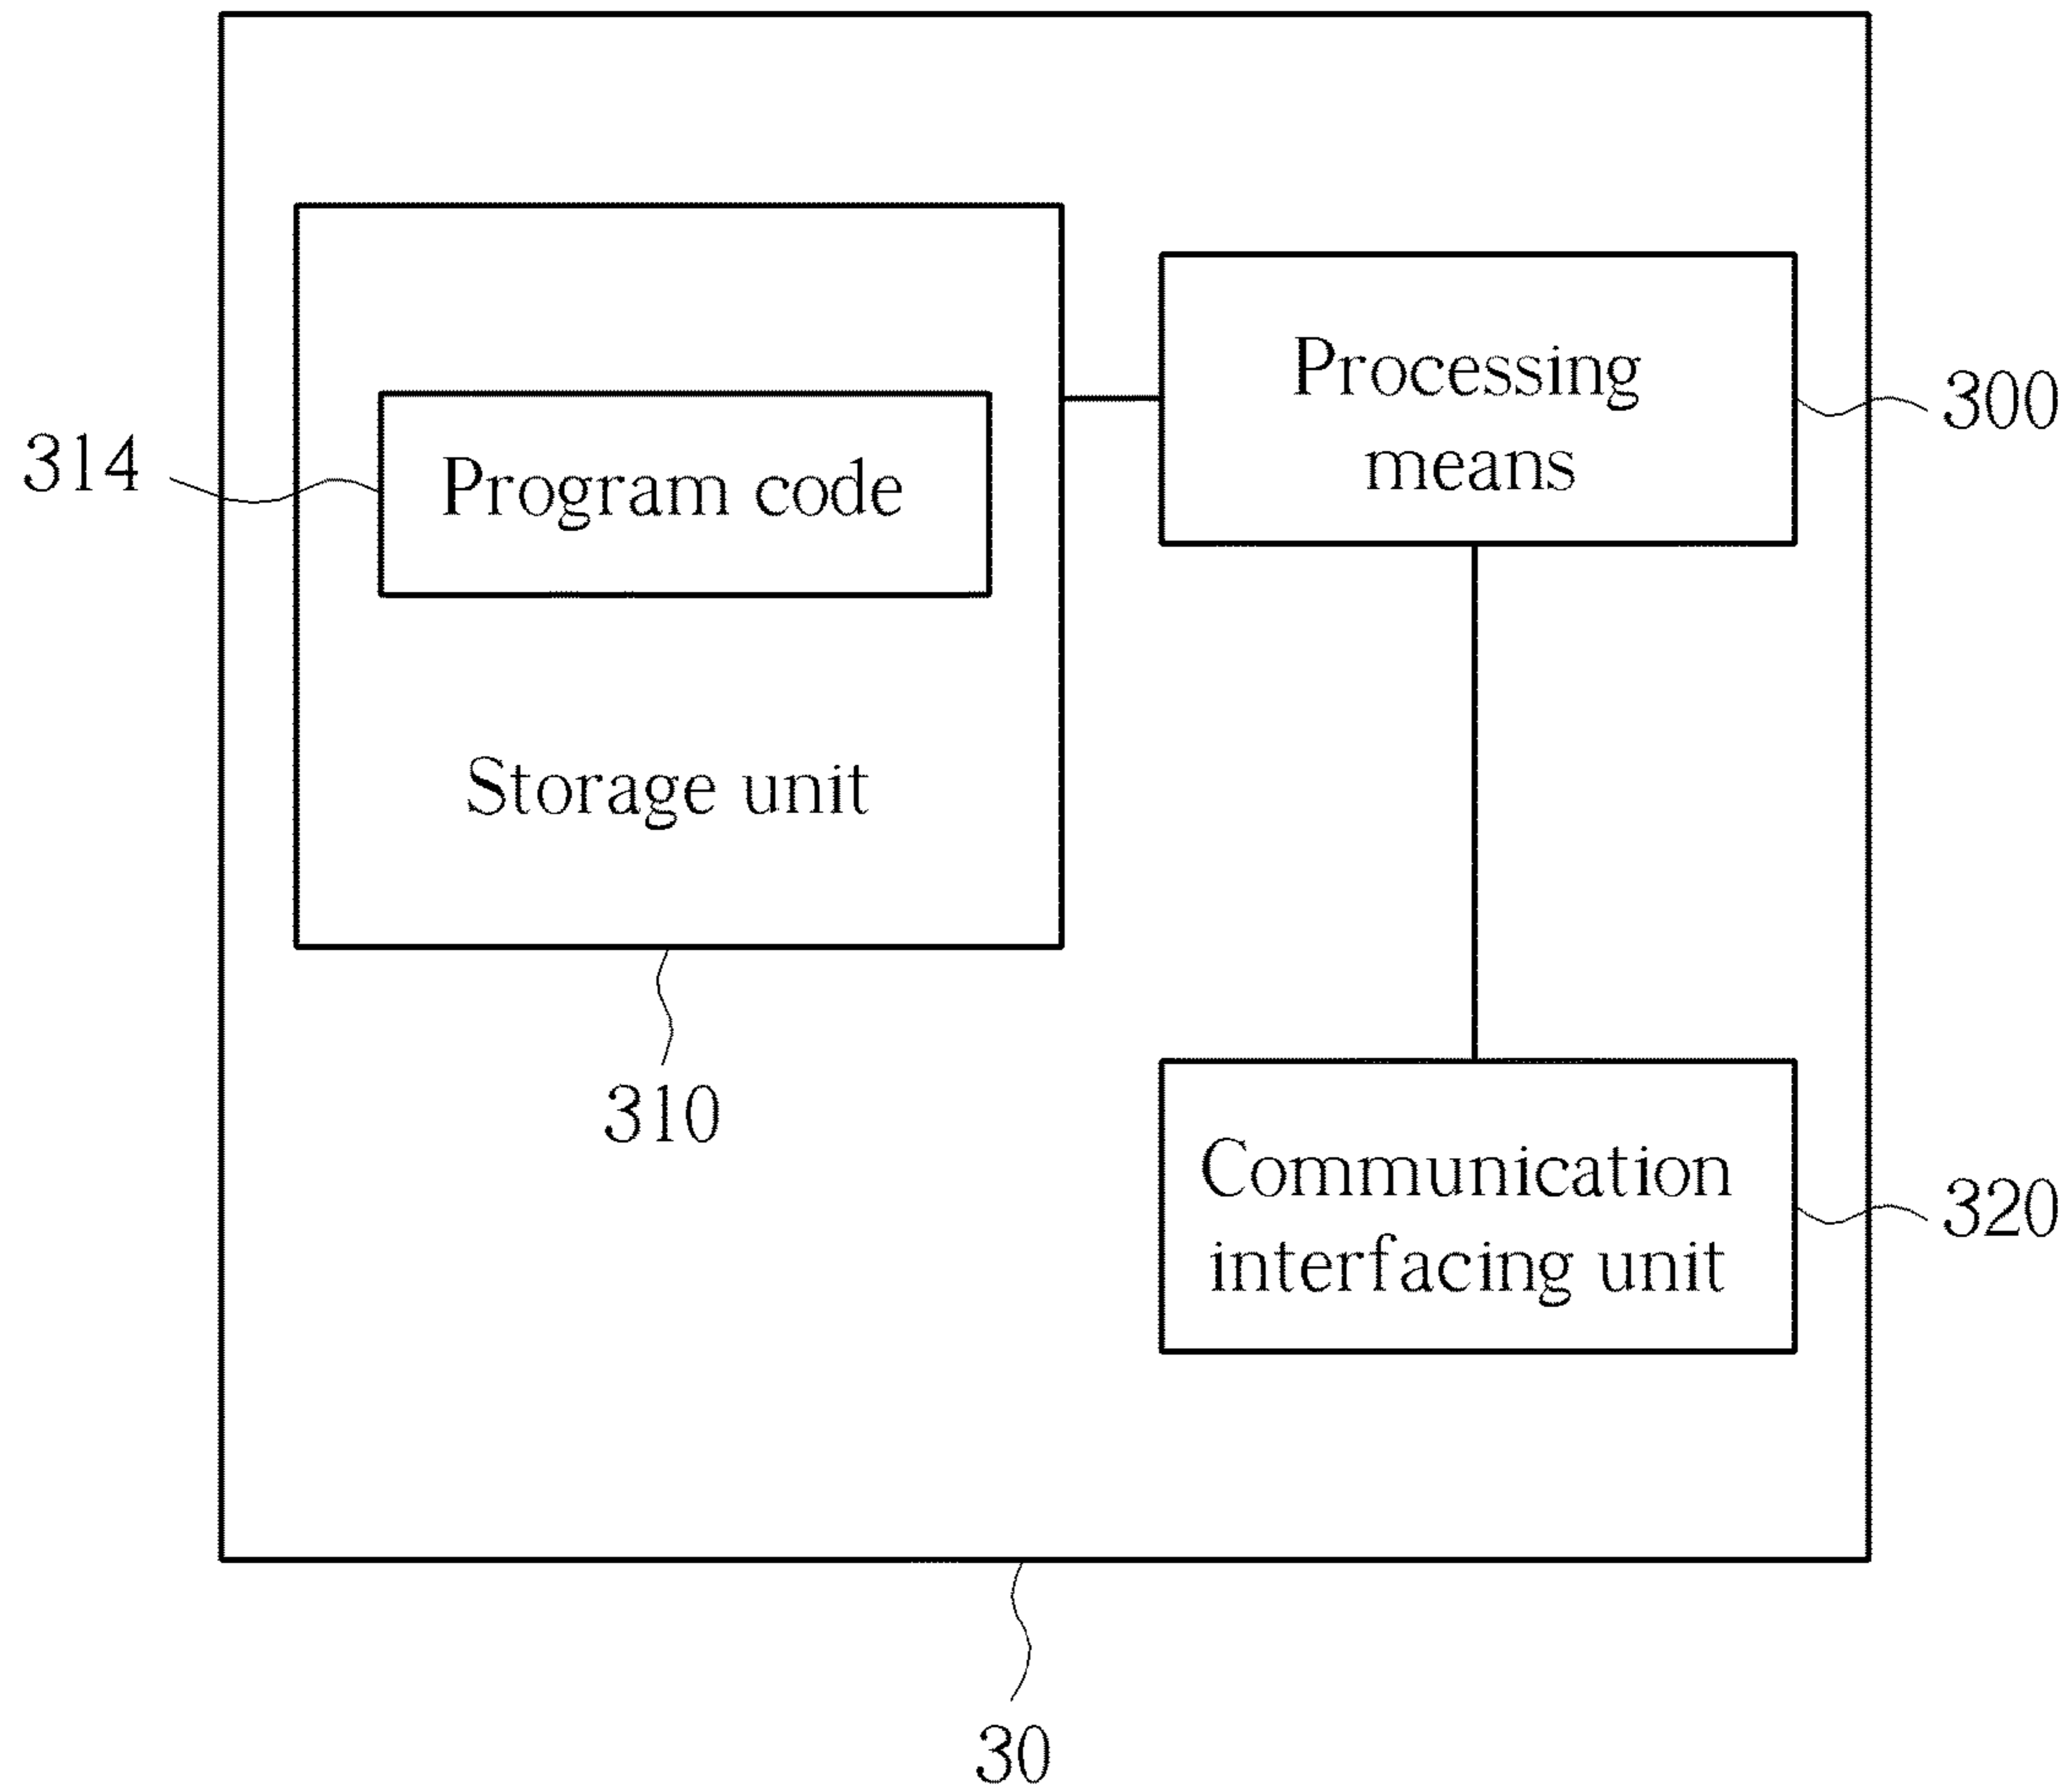 Processing
means
300
314
Program code
Storage unit
310
Communication
interfacing unit
320
30